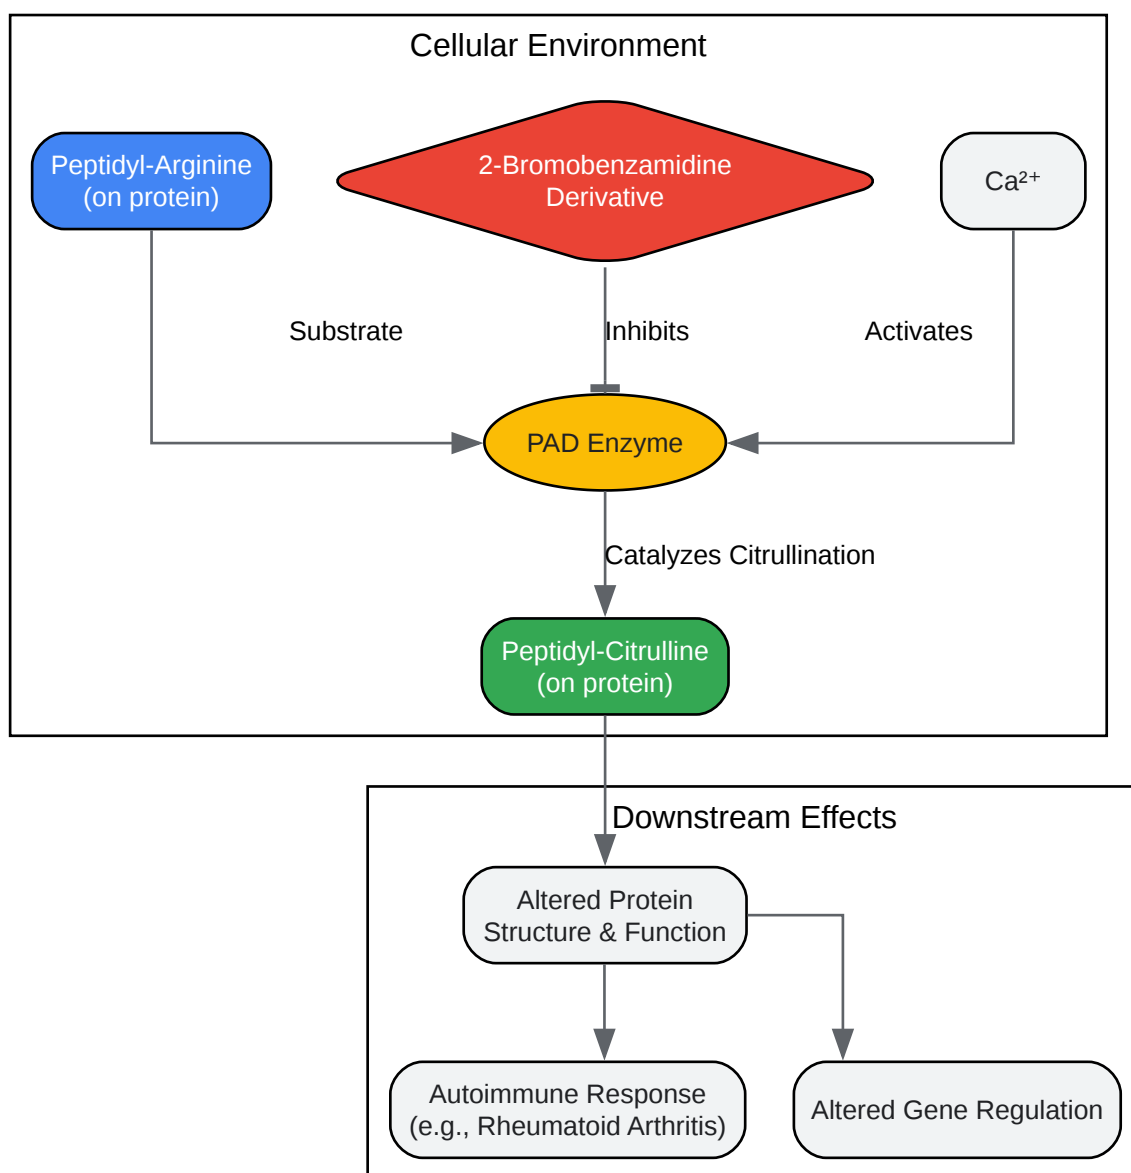 Cellular Environment
Peptidyl-Arginine
(on protein)
2-Bromobenzamidine
Derivative
Ca²⁺
Substrate
Inhibits
Activates
PAD Enzyme
Catalyzes Citrullination
Peptidyl-Citrulline
(on protein)
Downstream Effects
Altered Protein
Structure & Function
Autoimmune Response
(e.g., Rheumatoid Arthritis)
Altered Gene Regulation